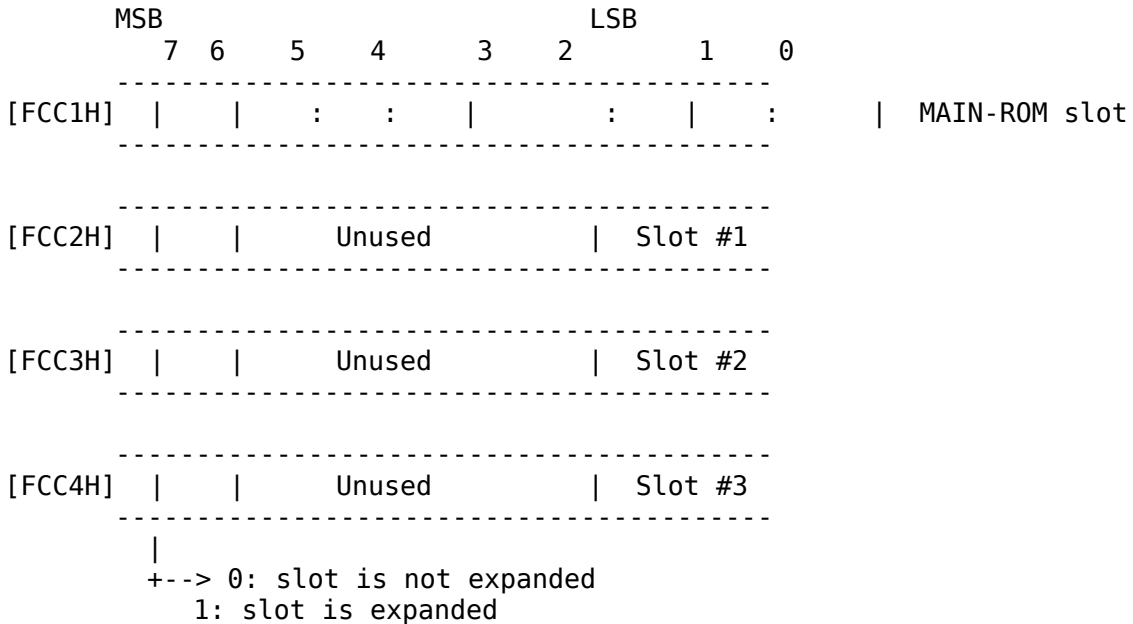 MSB LSB
7 6 5 4 3 2 1 0
-----------------------------------------
[FCC1H] | | : : | : | : | MAIN-ROM slot
-----------------------------------------
-----------------------------------------
[FCC2H] | | Unused | Slot #1
-----------------------------------------
-----------------------------------------
[FCC3H] | | Unused | Slot #2
-----------------------------------------
-----------------------------------------
[FCC4H] | | Unused | Slot #3
-----------------------------------------
|
+--> 0: slot is not expanded
1: slot is expanded